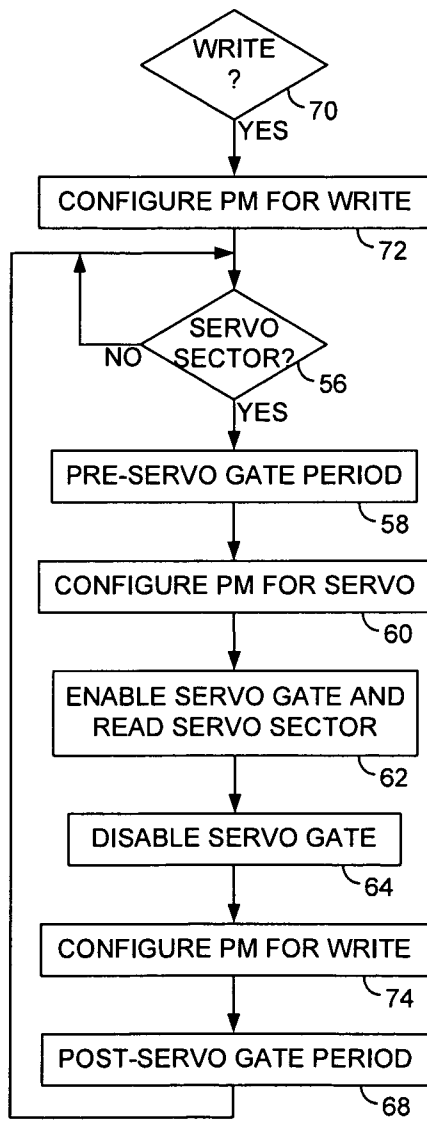 WRITE
?
70
YES
CONFIGURE PM FOR WRITE
72
SERVO
SECTOR?
NO
56
YES
PRE-SERVO GATE PERIOD
58
CONFIGURE PM FOR SERVO
60
ENABLE SERVO GATE AND
READ SERVO SECTOR
62
DISABLE SERVO GATE
64
CONFIGURE PM FOR WRITE
74
POST-SERVO GATE PERIOD
68